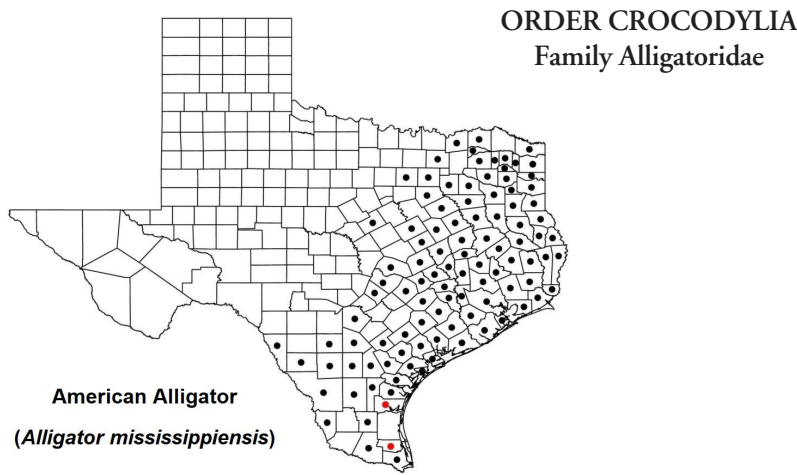 ORDER CROCODYLIA
Family Alligatoridae
American Alligator
(Alligator mississippiensis)